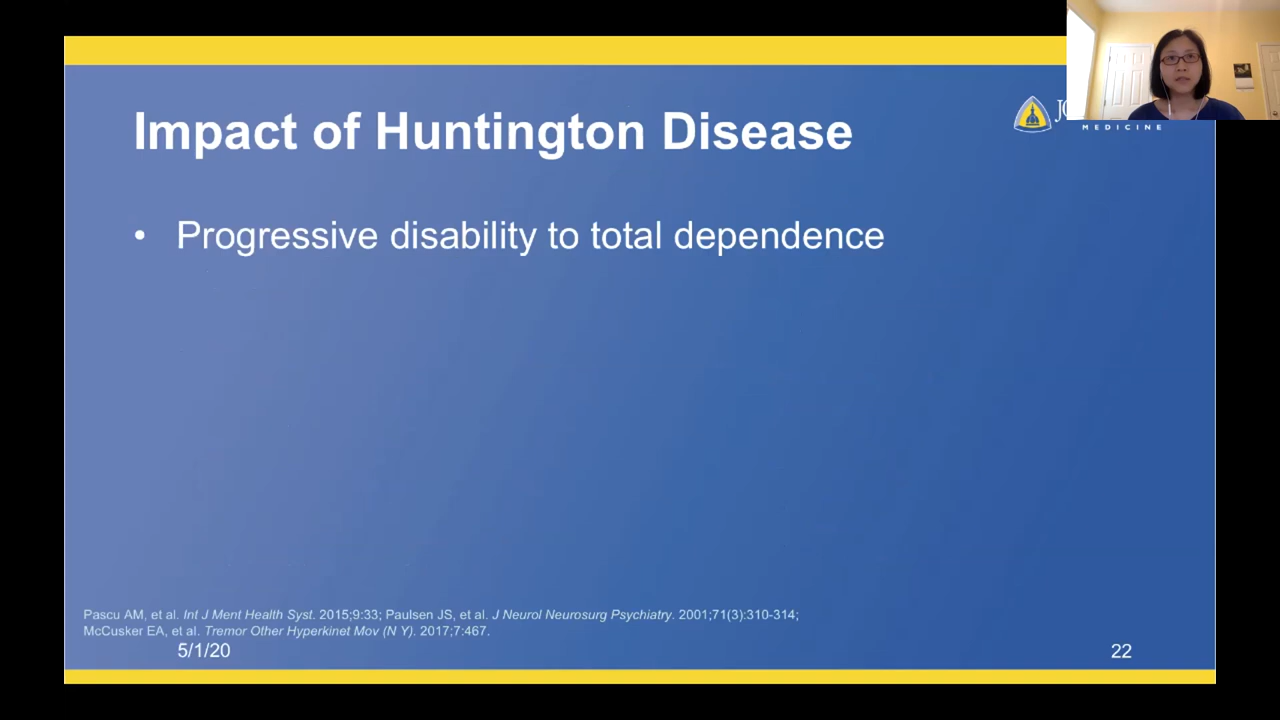 Impact of Huntington Disease
MEDICINE
• Progressive disability to total dependence
Pascu AM, et al. Int J Ment Health Syst. 2015;9:33; Paulsen JS, et al. J Neurol Neurosurg Psychiatry. 2001;71(3):310-314;
McCusker EA, et al. Tremor Other Hyperkinet Mov (N Y). 2017;7:467.
5/1/20
22